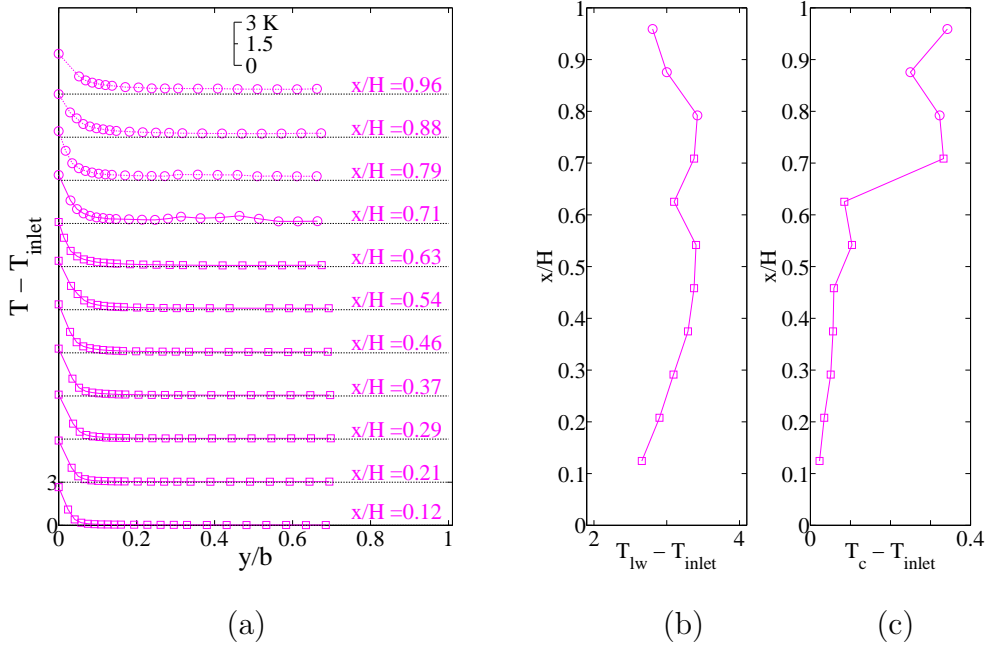 3 K
1.5
0
x/H =0.96
x/H =0.88
x/H =0.79
x/H =0.71
x/H =0.63
x/H =0.54
x/H =0.46
x/H =0.37
x/H =0.29
x/H =0.21
x/H =0.12
T − T_inlet
3
0
0 0.2 0.4 0.6 0.8 1
y/b
(a)
1
0.9
0.8
0.7
0.6
0.5
0.4
0.3
0.2
0.1
0
x/H
2 4
T_lw − T_inlet
(b)
1
0.9
0.8
0.7
0.6
0.5
0.4
0.3
0.2
0.1
0
x/H
0 0.4
T_c − T_inlet
(c)